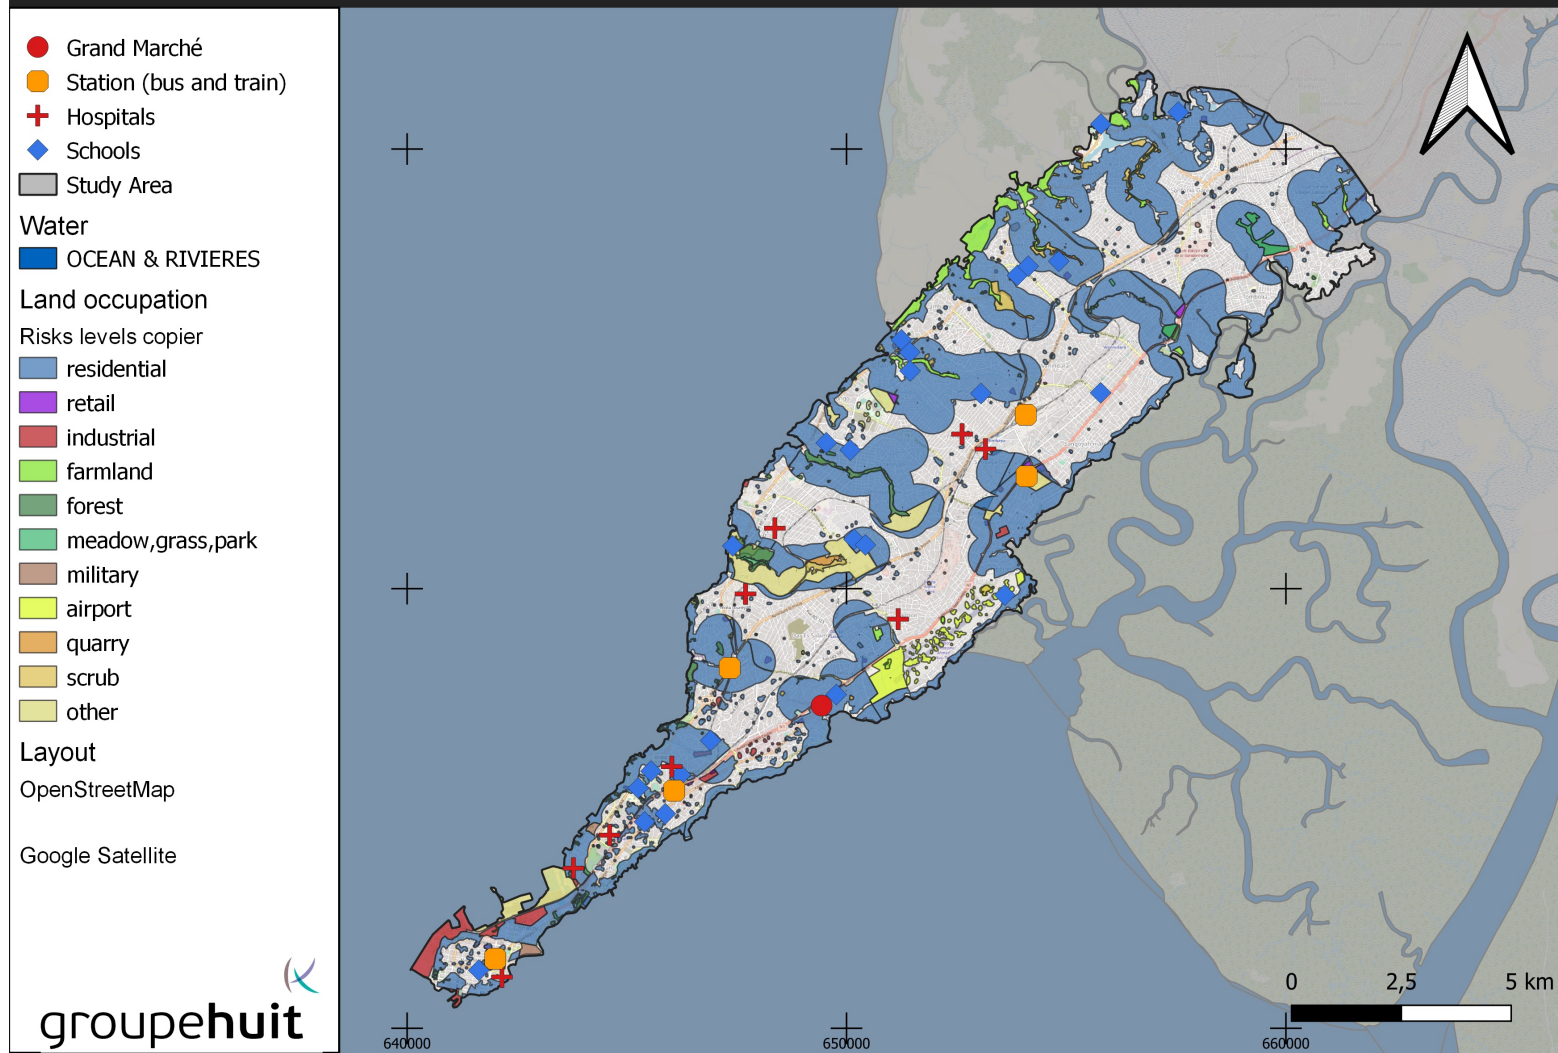 Grand Marché
Station (bus and train)
Hospitals
Schools
Study Area
Water
OCEAN & RIVIERES
Land occupation
Risks levels copier
residential
retail
industrial
farmland
forest
meadow,grass,park
military
airport
quarry
scrub
other
Layout
OpenStreetMap
Google Satellite
groupehuit
0 2,5 5 km
640000 650000 660000